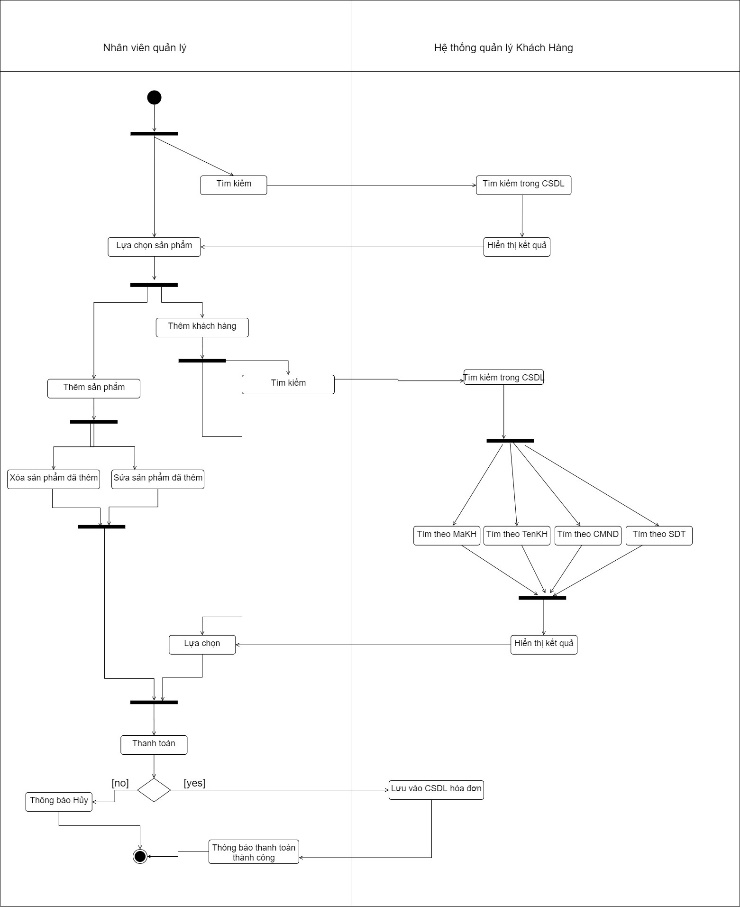 Nhân viên quản lý
Hệ thống quản lý Khách Hàng
Tìm kiếm
Tìm kiếm trong CSDL
Lựa chọn sản phẩm
Hiển thị kết quả
Thêm khách hàng
Thêm sản phẩm
Tìm kiếm
Tìm kiếm trong CSDL
Xóa sản phẩm đã thêm
Sửa sản phẩm đã thêm
Tìm theo MaKH
Tìm theo TenKH
Tìm theo CMND
Tìm theo SDT
Lựa chọn
Hiển thị kết quả
Thanh toán
[no]
[yes]
Lưu vào CSDL hóa đơn
Thông báo Hủy
Thông báo thanh toán
thành công